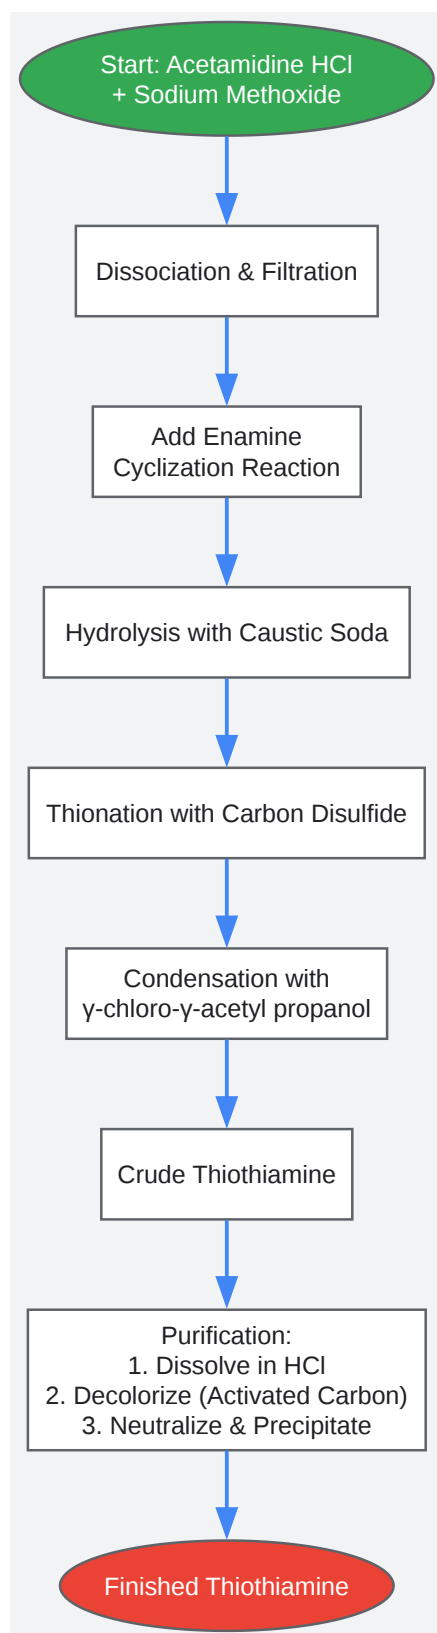 Start: Acetamidine HCl
+ Sodium Methoxide
Dissociation & Filtration
Add Enamine
Cyclization Reaction
Hydrolysis with Caustic Soda
Thionation with Carbon Disulfide
Condensation with
γ-chloro-γ-acetyl propanol
Crude Thiothiamine
Purification:
1. Dissolve in HCl
2. Decolorize (Activated Carbon)
3. Neutralize & Precipitate
Finished Thiothiamine